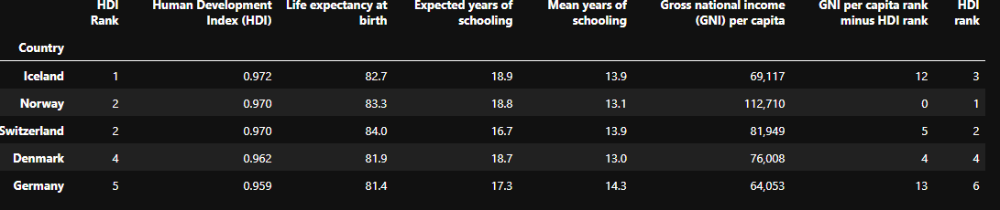 HDI Rank Human Development Index (HDI) Life expectancy at birth Expected years of schooling Mean years of schooling Gross national income (GNI) per capita GNI per capita rank minus HDI rank HDI rank
Country
Iceland 1 0.972 82.7 18.9 13.9 69,117 12 3
Norway 2 0.970 83.3 18.8 13.1 112,710 0 1
Switzerland 2 0.970 84.0 16.7 13.9 81,949 5 2
Denmark 4 0.962 81.9 18.7 13.0 76,008 4 4
Germany 5 0.959 81.4 17.3 14.3 64,053 13 6